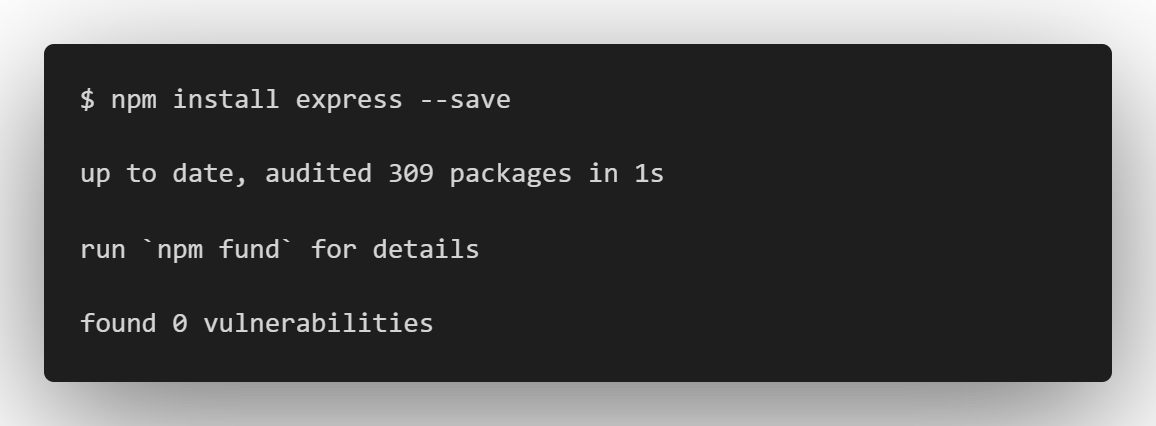 $ npm install express --save
up to date, audited 309 packages in 1s
run `npm fund` for details
found 0 vulnerabilities